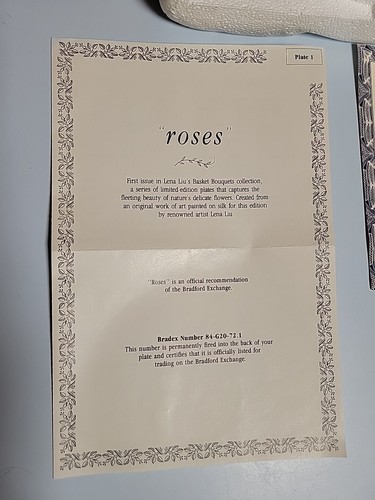 Plate 1
"roses"
First issue in Lena Liu's Basket Bouquets collection,
a series of limited-edition plates that captures the
fleeting beauty of nature's delicate flowers. Created from
an original work of art painted on silk for this edition
by renowned artist Lena Liu
"Roses" is an official recommendation
of the Bradford Exchange.
Bradex Number 84-G20-72.1
This number is permanently fired into the back of your
plate and certifies that it is officially listed for
trading on the Bradford Exchange.